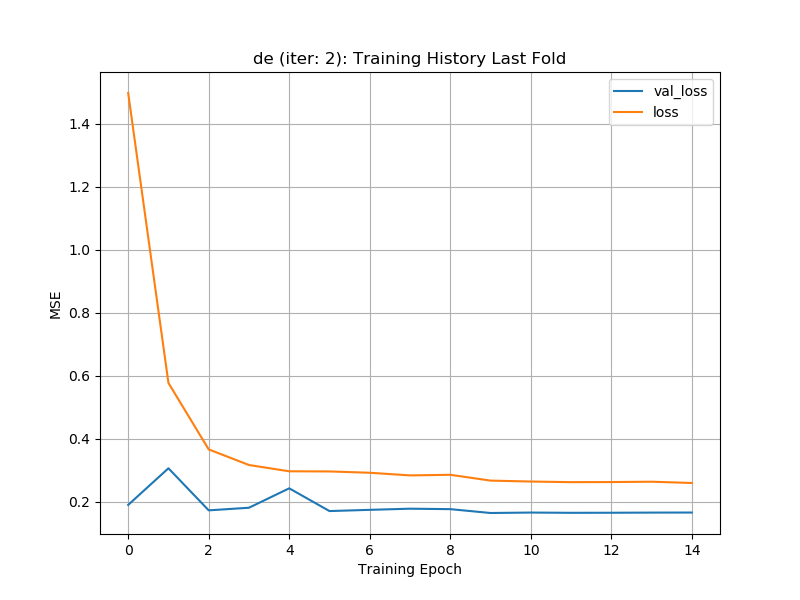 de (iter: 2): Training History Last Fold
val_loss
loss
MSE
1.4
1.2
1.0
0.8
0.6
0.4
0.2
0 2 4 6 8 10 12 14
Training Epoch